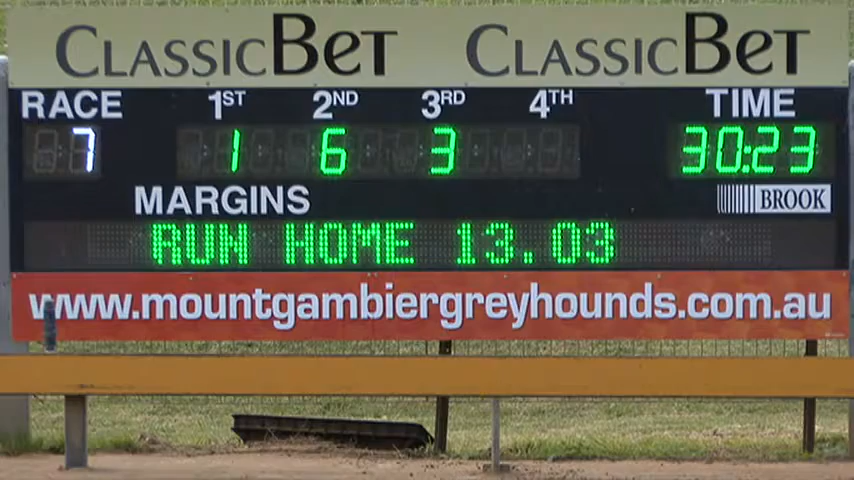 CLASSICBET CLASSICBET
RACE 1ST 2ND 3RD 4TH TIME
7 1 6 3 30:23
MARGINS BROOK
RUN HOME 13.03
www.mountgambiergreyhounds.com.au